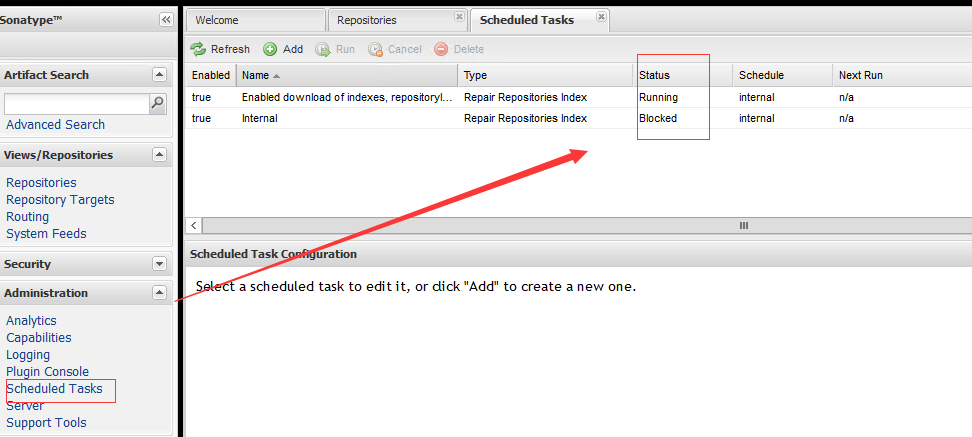 Sonatype™
Artifact Search
Advanced Search
Views/Repositories
Repositories
Repository Targets
Routing
System Feeds
Security
Administration
Analytics
Capabilities
Logging
Plugin Console
Scheduled Tasks
Server
Support Tools
Welcome Repositories Scheduled Tasks
Refresh Add Run Cancel Delete
Enabled Name Type Status Schedule Next Run
true Enabled download of indexes, repositoryl... Repair Repositories Index Running internal n/a
true Internal Repair Repositories Index Blocked internal n/a
Scheduled Task Configuration
Select a scheduled task to edit it, or click "Add" to create a new one.